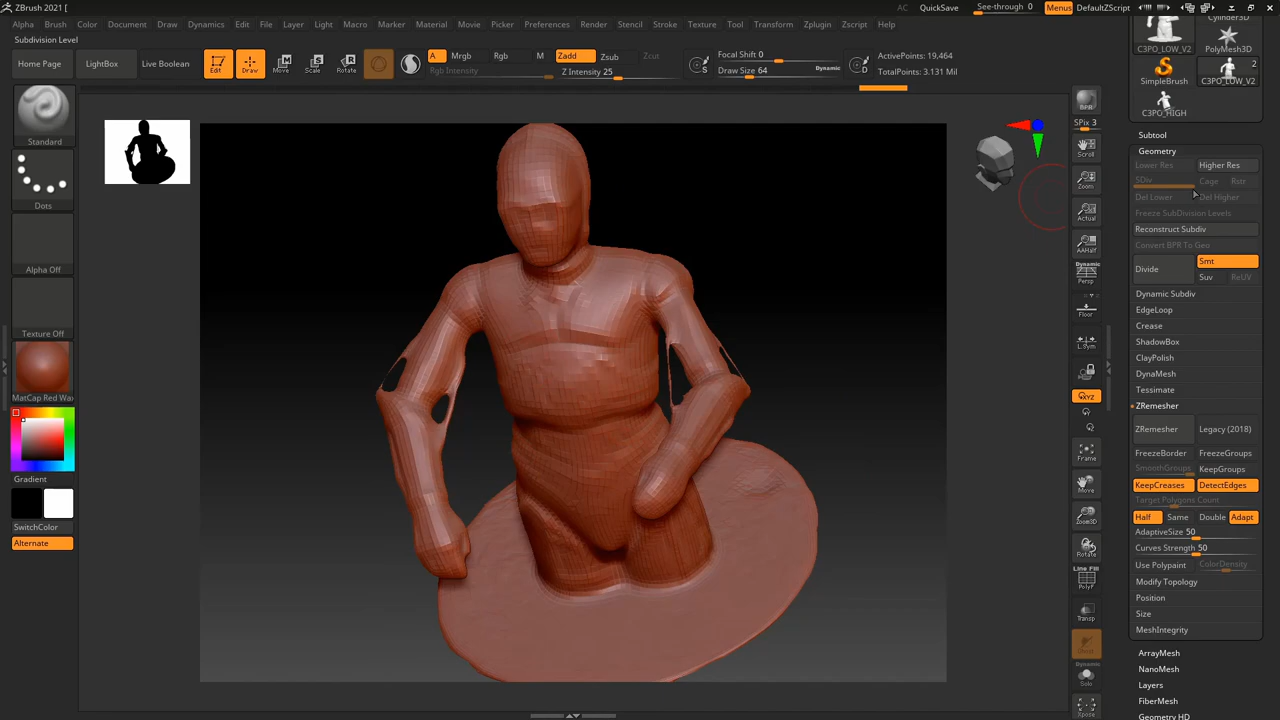 ZBrush 2021 [
AC QuickSave See-through 0 Menus DefaultZScript
Alpha Brush Color Document Draw Dynamics Edit File Layer Light Macro Marker Material Movie Picker Preferences Render Stencil Stroke Texture Tool Transform Zplugin Zscript Help
Subdivision Level
Home Page LightBox Live Boolean Edit Draw Move Scale Rotate
A Mrgb Rgb M Zadd Zsub Zcut
Rgb Intensity Z Intensity 25
Focal Shift 0
Draw Size 64 Dynamic
S D
ActivePoints: 19,464
TotalPoints: 3.131 Mil
Standard
Dots
Alpha Off
Texture Off
MatCap Red Wax
Gradient
SwitchColor
Alternate
BPR
SPix 3
Scroll
Zoom
Actual
AAHalf
Dynamic
Persp
Floor
L.Sym
XYZ
Frame
Move
Zoom3D
Rotate
Line Fill
PolyF
Transp
Ghost
Dynamic
Solo
Xpose
Cylinder3D
C3PO_LOW_V2 PolyMesh3D
2
SimpleBrush C3PO_LOW_V2
C3PO_HIGH
Subtool
Geometry
Lower Res Higher Res
SDiv Cage Rstr
Del Lower Del Higher
Freeze SubDivision Levels
Reconstruct Subdiv
Convert BPR To Geo
Divide Smt
Suv ReUV
Dynamic Subdiv
EdgeLoop
Crease
ShadowBox
ClayPolish
DynaMesh
Tessimate
ZRemesher
ZRemesher Legacy (2018)
FreezeBorder FreezeGroups
SmoothGroups KeepGroups
KeepCreases DetectEdges
Target Polygons Count
Half Same Double Adapt
AdaptiveSize 50
Curves Strength 50
Use Polypaint ColorDensity
Modify Topology
Position
Size
MeshIntegrity
ArrayMesh
NanoMesh
Layers
FiberMesh
Geometry HD